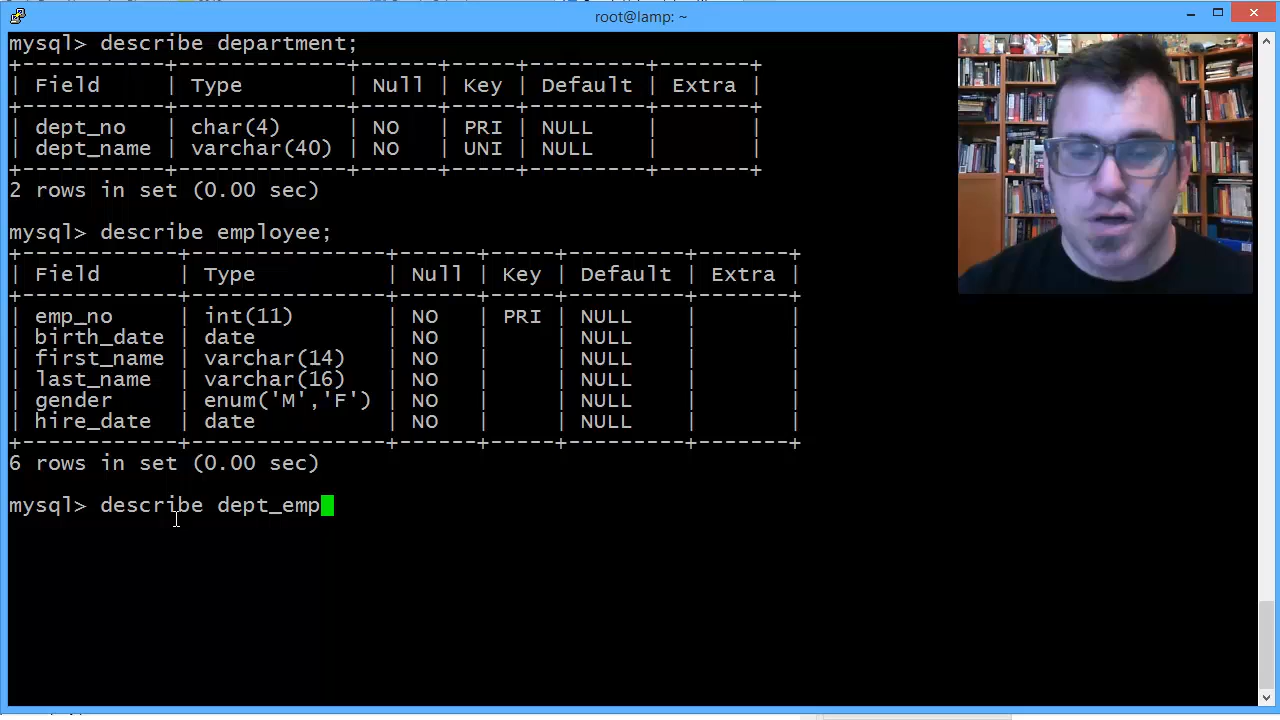 root@lamp: ~
mysql> describe department;
+-----------+-------------+------+-----+---------+-------+
| Field     | Type        | Null | Key | Default | Extra |
+-----------+-------------+------+-----+---------+-------+
| dept_no   | char(4)     | NO   | PRI | NULL    |       |
| dept_name | varchar(40) | NO   | UNI | NULL    |       |
+-----------+-------------+------+-----+---------+-------+
2 rows in set (0.00 sec)
mysql> describe employee;
+------------+---------------+------+-----+---------+-------+
| Field      | Type          | Null | Key | Default | Extra |
+------------+---------------+------+-----+---------+-------+
| emp_no     | int(11)       | NO   | PRI | NULL    |       |
| birth_date | date          | NO   |     | NULL    |       |
| first_name | varchar(14)   | NO   |     | NULL    |       |
| last_name  | varchar(16)   | NO   |     | NULL    |       |
| gender     | enum('M','F') | NO   |     | NULL    |       |
| hire_date  | date          | NO   |     | NULL    |       |
+------------+---------------+------+-----+---------+-------+
6 rows in set (0.00 sec)
mysql> describe dept_emp